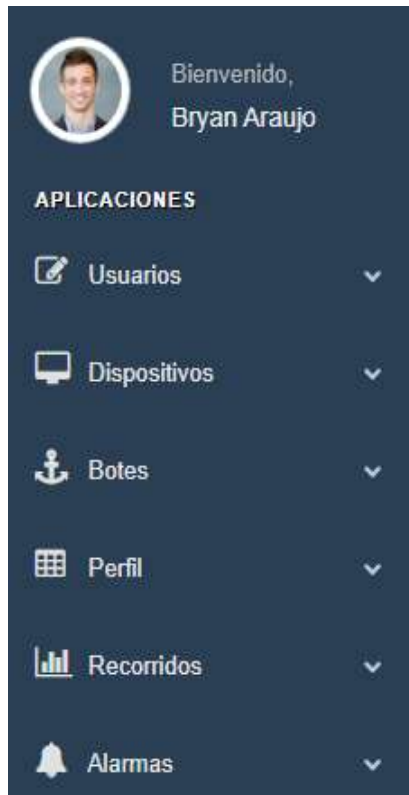 Bienvenido,
Bryan Araujo
APLICACIONES
Usuarios
Dispositivos
Botes
Perfil
Recorridos
Alarmas